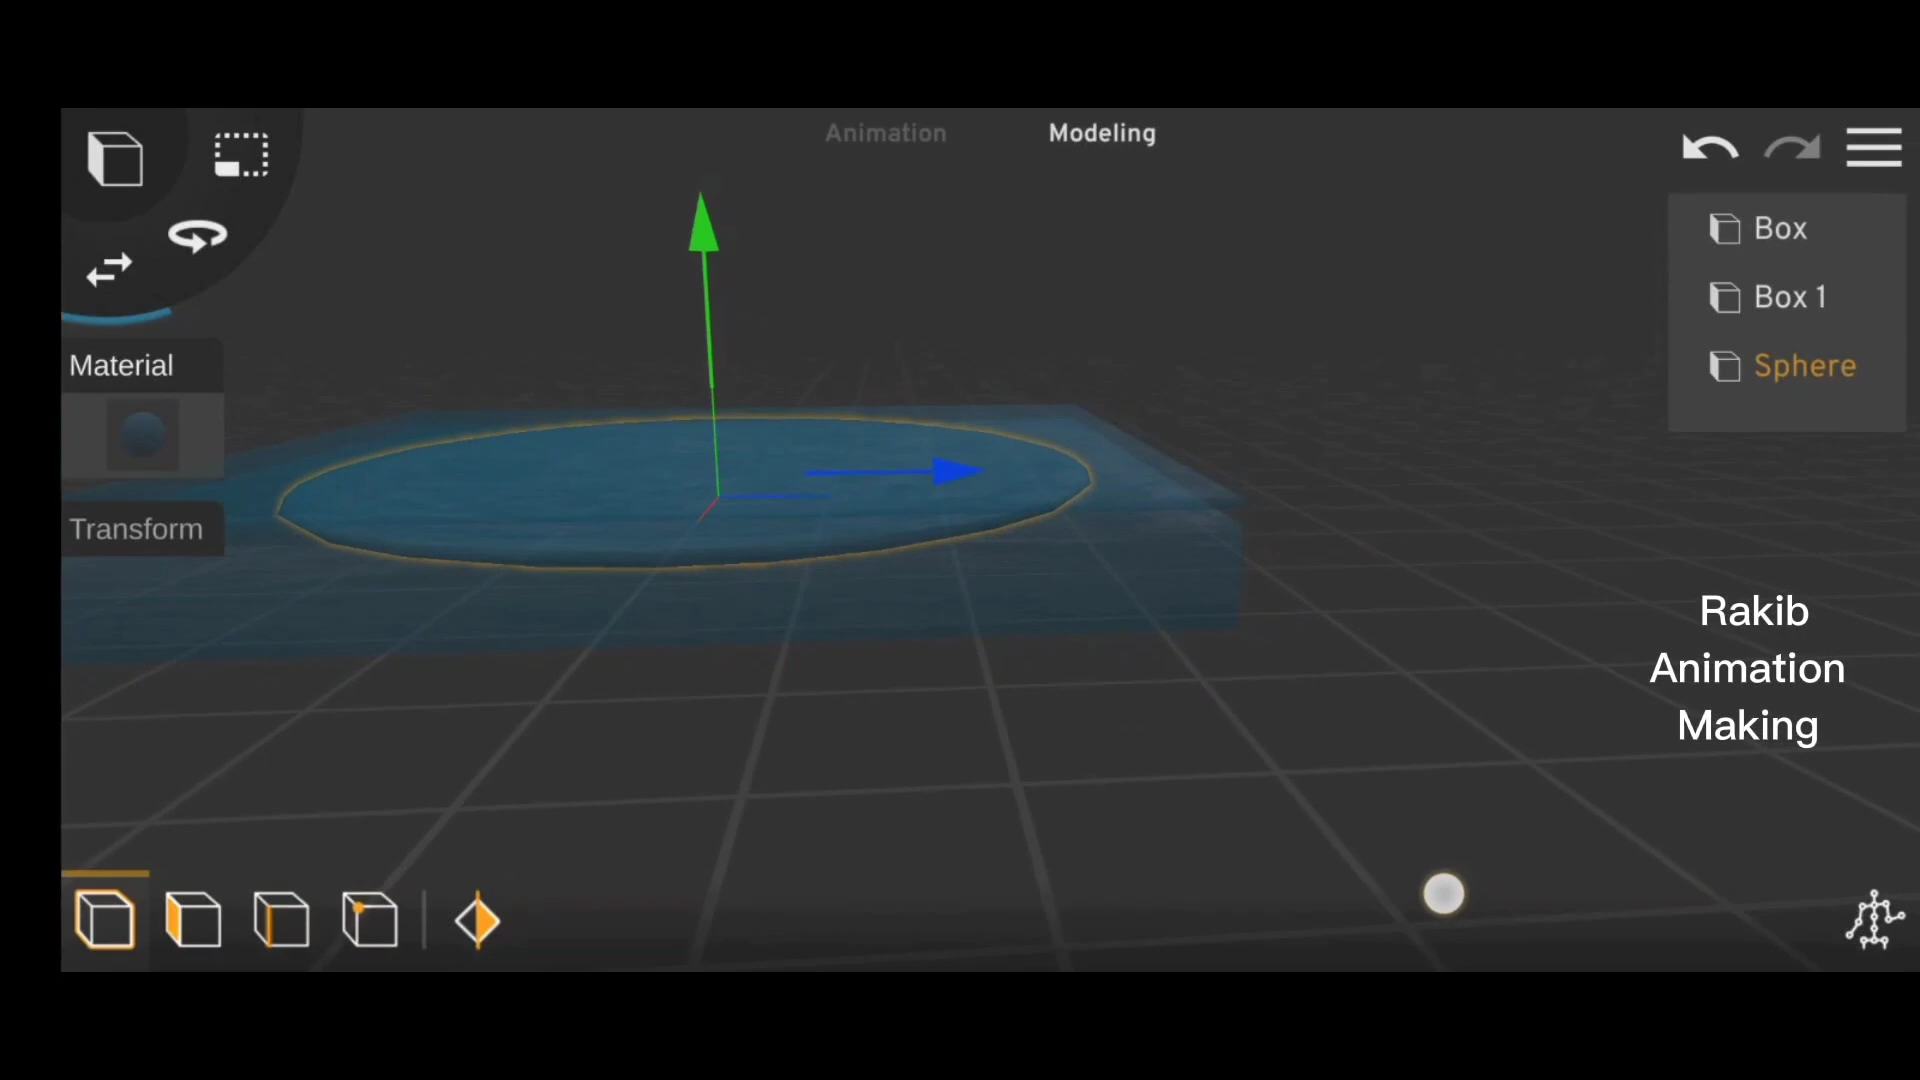 Animation
Modeling
Box
Box 1
Sphere
Material
Transform
Rakib
Animation
Making